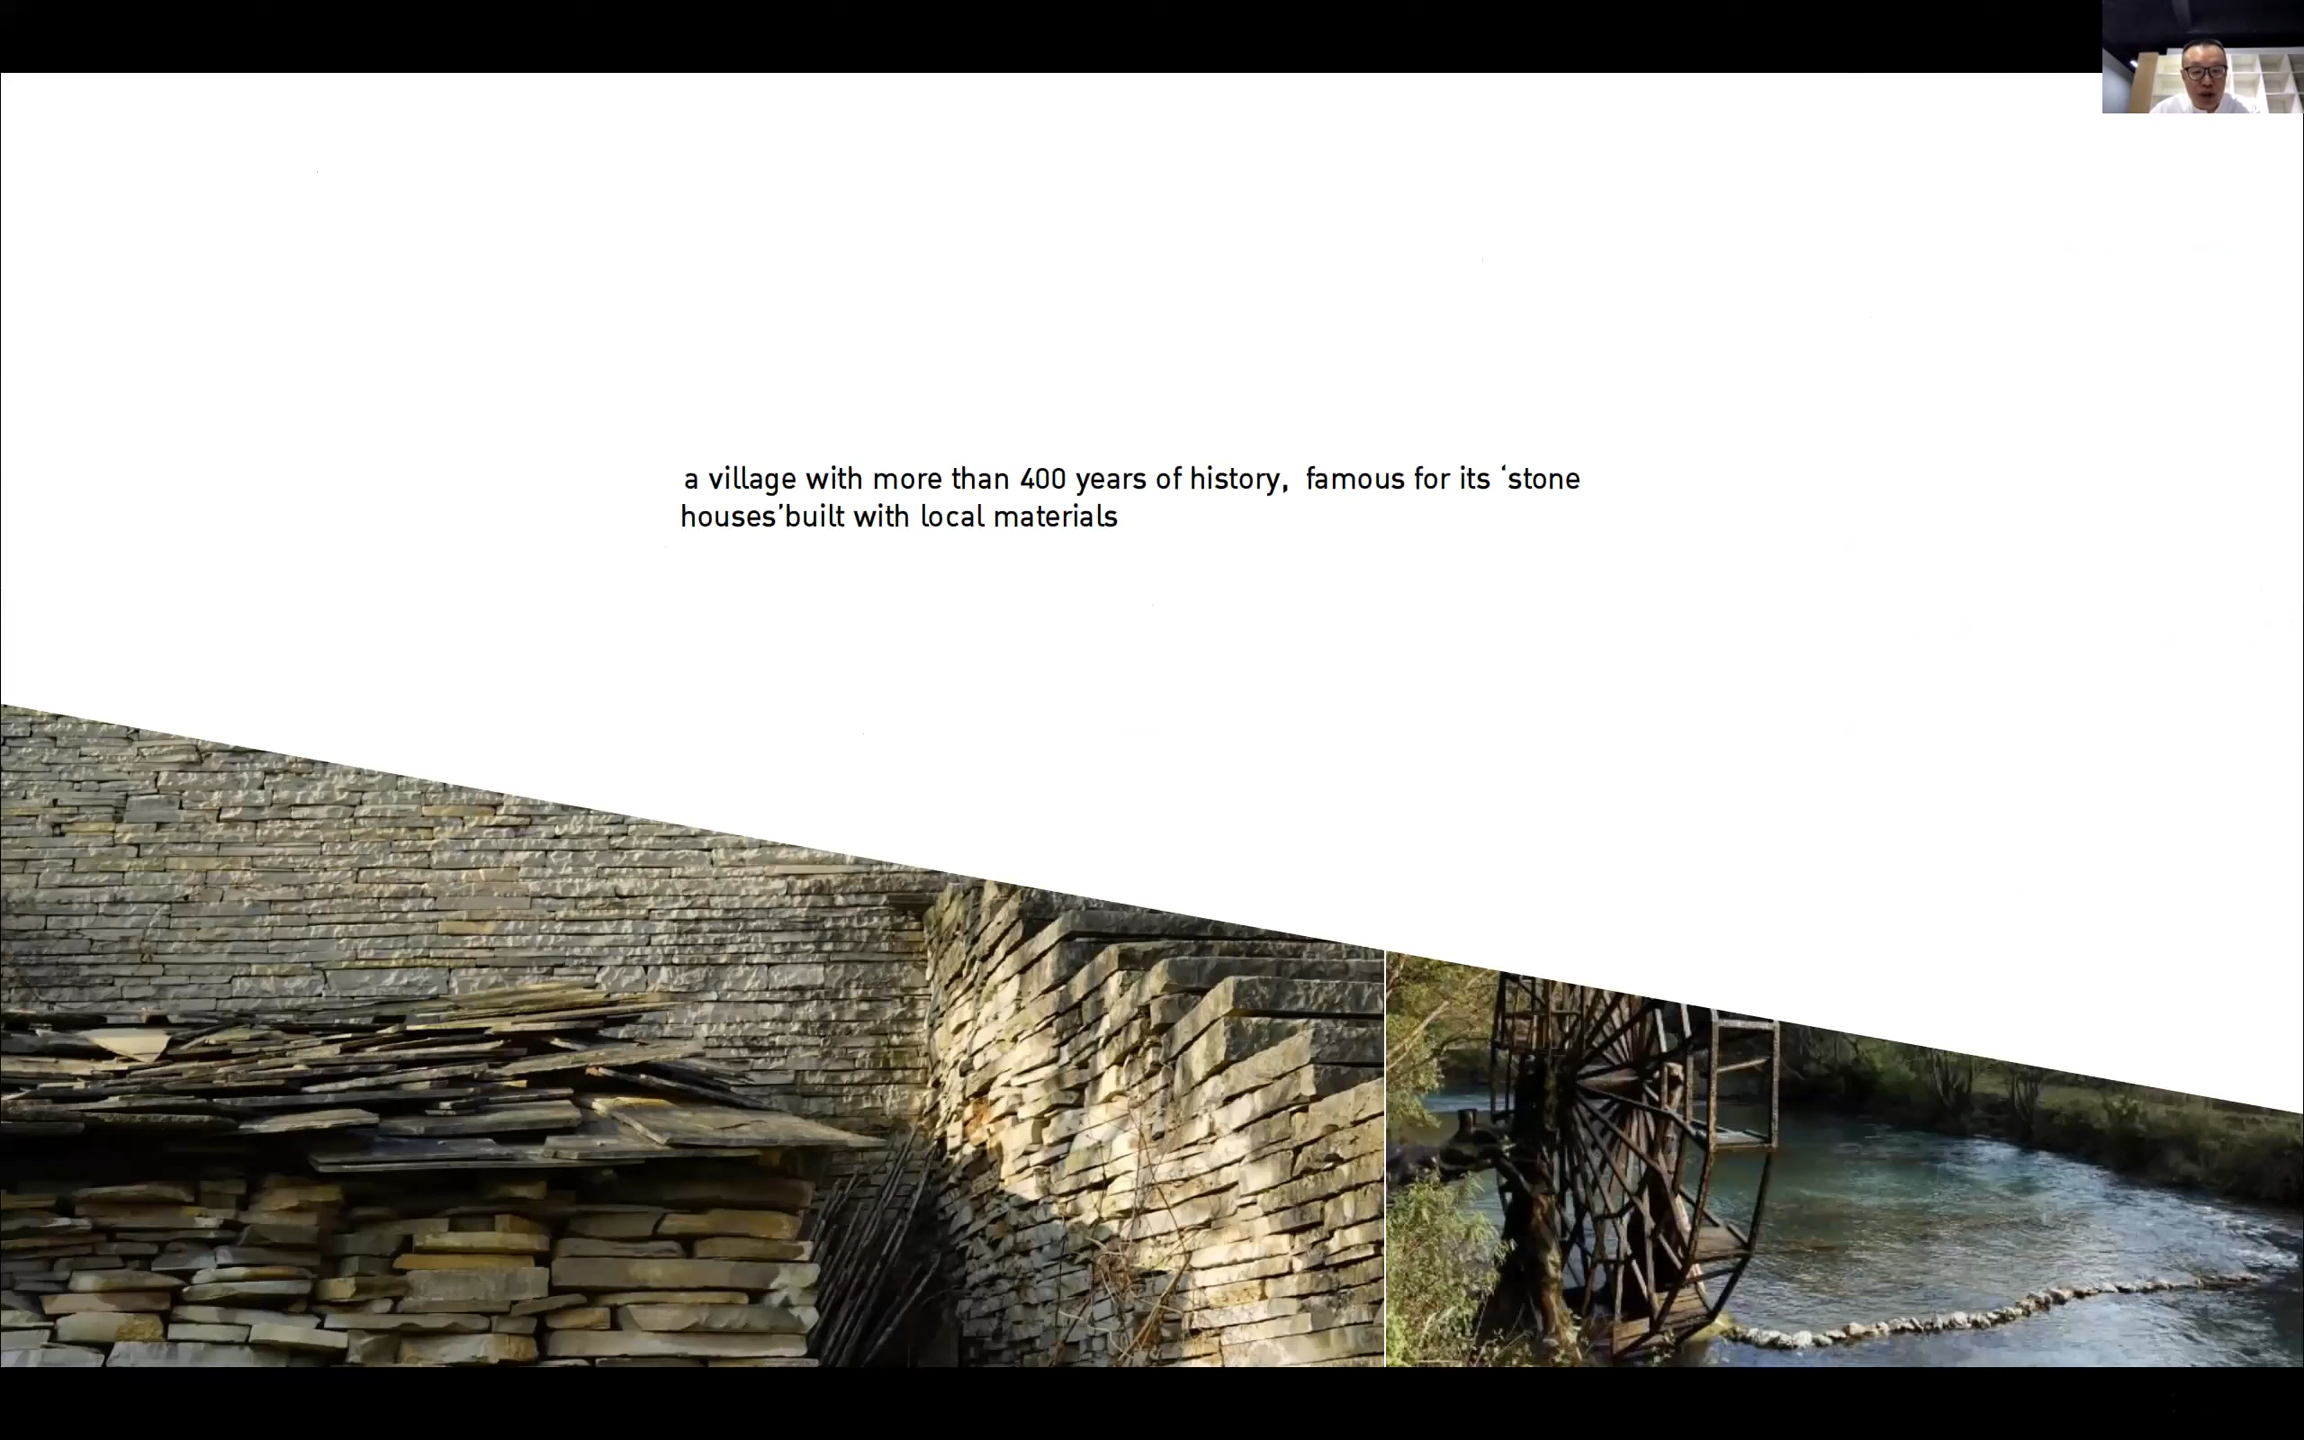 a village with more than 400 years of history, famous for its ‘stone
houses’built with local materials